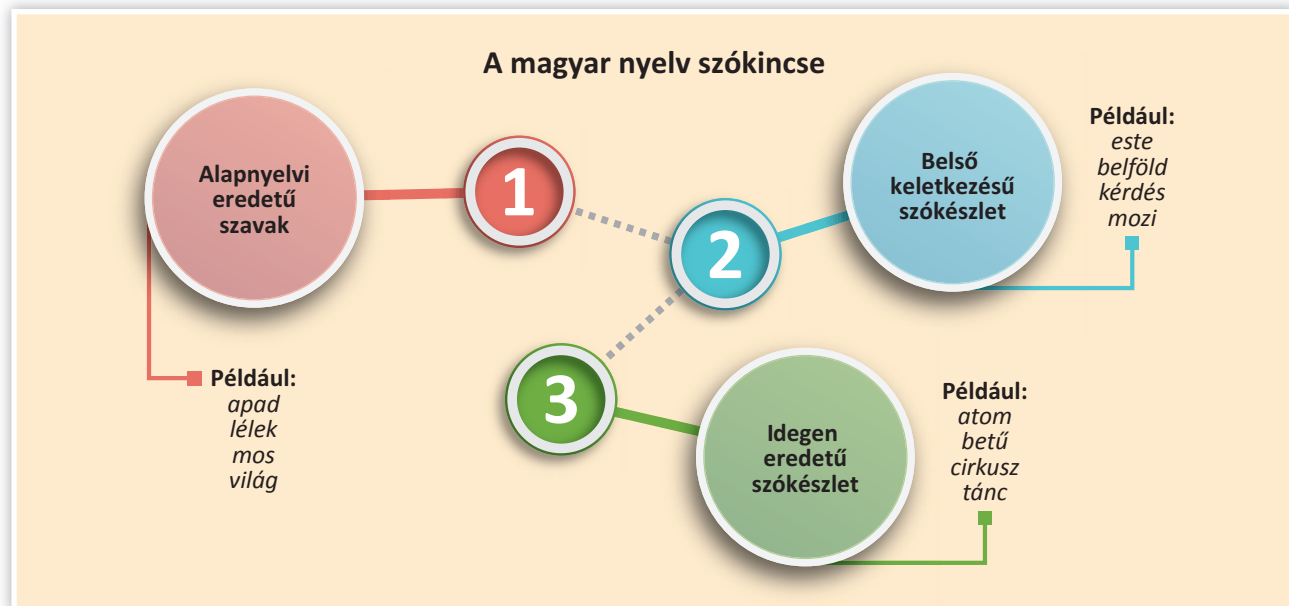 A magyar nyelv szókincse
1
Alapnyelvi
eredetű
szavak
Például:
apad
lélek
mos
világ
2
Belső
keletkezésű
szókészlet
Például:
este
belföld
kérdés
mozi
3
Idegen
eredetű
szókészlet
Például:
atom
betű
cirkusz
tánc